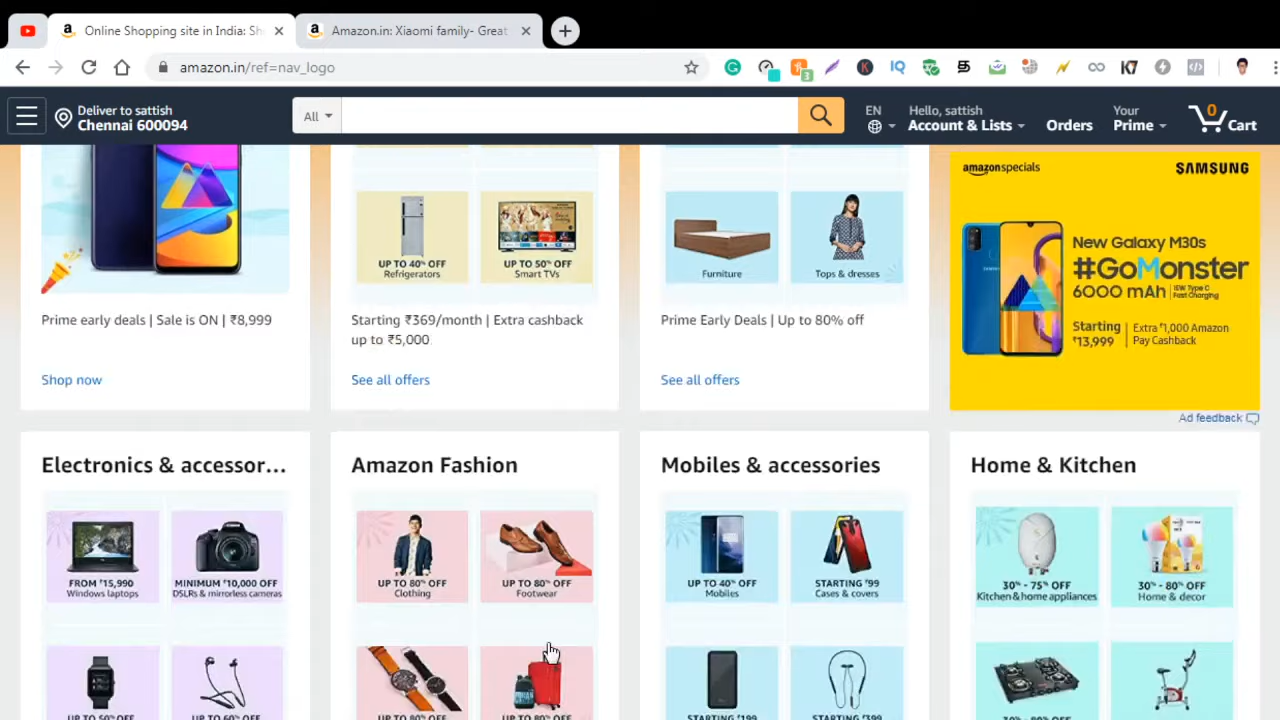 Online Shopping site in India: Sh
Amazon.in: Xiaomi family- Great
amazon.in/ref=nav_logo
3
Deliver to sattish
Chennai 600094
All
EN
Hello, sattish
Account & Lists
Orders
Your
Prime
0
Cart
UP TO 40% OFF
Refrigerators
UP TO 50% OFF
Smart TVs
Furniture
Tops & dresses
Prime early deals | Sale is ON | ₹8,999
Shop now
Starting ₹369/month | Extra cashback
up to ₹5,000
See all offers
Prime Early Deals | Up to 80% off
See all offers
amazonspecials
SAMSUNG
New Galaxy M30s
#GoMonster
6000 mAh
15W Type C
Fast Charging
Starting
₹13,999
Extra ₹1,000 Amazon
Pay Cashback
Ad feedback
Electronics & accessor...
FROM ₹15,990
Windows laptops
MINIMUM ₹10,000 OFF
DSLRs & mirrorless cameras
UP TO 50% OFF
UP TO 60% OFF
Amazon Fashion
UP TO 80% OFF
Clothing
UP TO 80% OFF
Footwear
UP TO 80% OFF
UP TO 80% OFF
Mobiles & accessories
UP TO 40% OFF
Mobiles
STARTING ₹99
Cases & covers
STARTING ₹199
STARTING ₹399
Home & Kitchen
30% - 75% OFF
Kitchen & home appliances
30% - 80% OFF
Home & decor